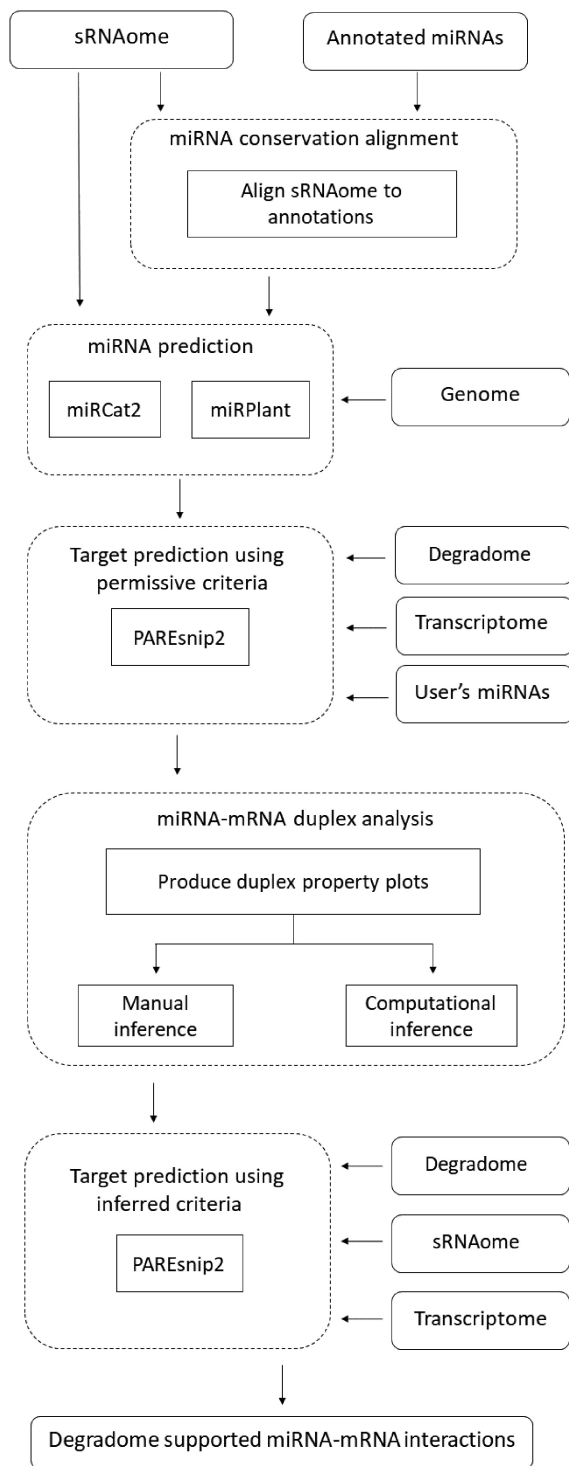 sRNAome
Annotated miRNAs
miRNA conservation alignment
Align sRNAome to
annotations
miRNA prediction
miRCat2
miRPlant
Genome
Target prediction using
permissive criteria
PAREsnip2
Degradome
Transcriptome
User's miRNAs
miRNA-mRNA duplex analysis
Produce duplex property plots
Manual
inference
Computational
inference
Target prediction using
inferred criteria
PAREsnip2
Degradome
sRNAome
Transcriptome
Degradome supported miRNA-mRNA interactions